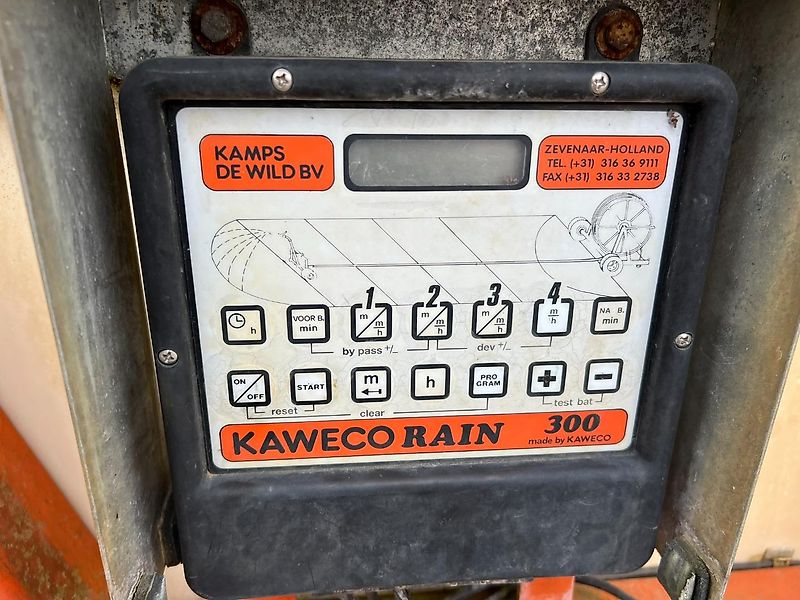 KAMPS
DE WILD BV
ZEVENAAR-HOLLAND
TEL. (+31) 316 36 9111
FAX (+31) 316 33 2738
1 2 3 4
h
VOOR B.
min
m m/h
m m/h
m m/h
m/h
NA B.
min
by pass +/-
dev +/-
ON/OFF
START
m
h
PRO
GRAM
+
-
reset
clear
test bat
KAWECO RAIN 300
made by KAWECO